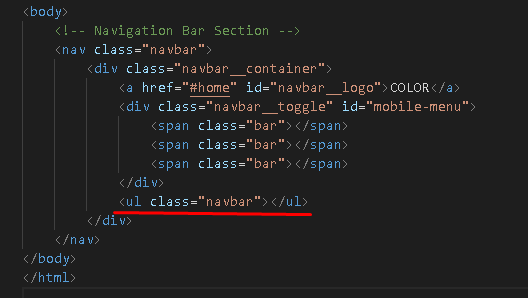 <body>
<!-- Navigation Bar Section -->
<nav class="navbar">
<div class="navbar__container">
<a href="#home" id="navbar__logo">COLOR</a>
<div class="navbar__toggle" id="mobile-menu">
<span class="bar"></span>
<span class="bar"></span>
<span class="bar"></span>
</div>
<ul class="navbar"></ul>
</div>
</nav>
</body>
</html>